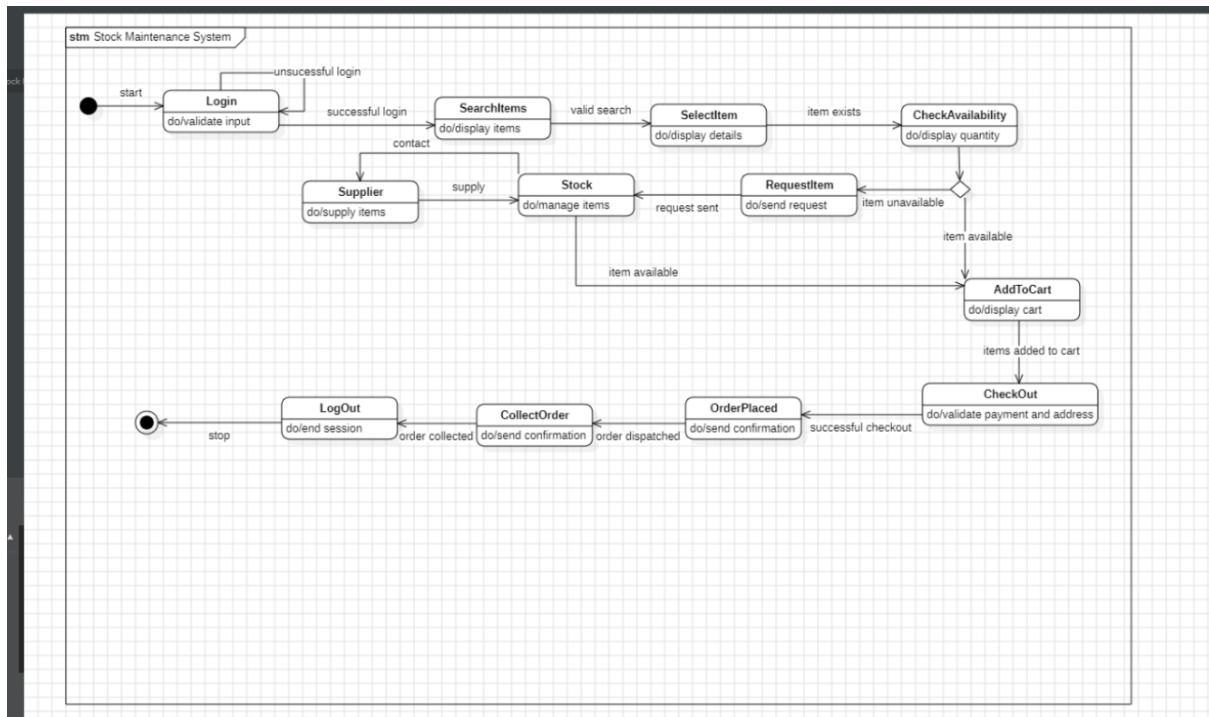 stm Stock Maintenance System
unsucessful login
start
Login
do/validate input
successful login
SearchItems
do/display items
valid search
SelectItem
do/display details
item exists
CheckAvailability
do/display quantity
contact
Supplier
do/supply items
supply
Stock
do/manage items
request sent
RequestItem
do/send request
item unavailable
item available
item available
AddToCart
do/display cart
items added to cart
CheckOut
do/validate payment and address
successful checkout
OrderPlaced
do/send confirmation
order dispatched
CollectOrder
do/send confirmation
order collected
LogOut
do/end session
stop